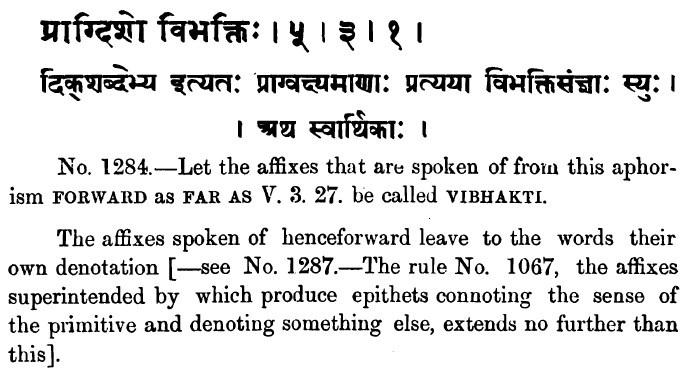 प्राग्दिशो विभक्तिः । ५ । ३ । १ ।
दिक्शब्देभ्य इत्यतः प्राग्वक्ष्यमाणाः प्रत्यया विभक्तिसंज्ञाः स्युः ।
। अथ स्वार्थिकाः ।
No. 1284.—Let the affixes that are spoken of from this aphor-
ism FORWARD as FAR AS V. 3. 27. be called VIBHAKTI.
The affixes spoken of henceforward leave to the words their
own denotation [—see No. 1287.—The rule No. 1067, the affixes
superintended by which produce epithets connoting the sense of
the primitive and denoting something else, extends no further than
this].